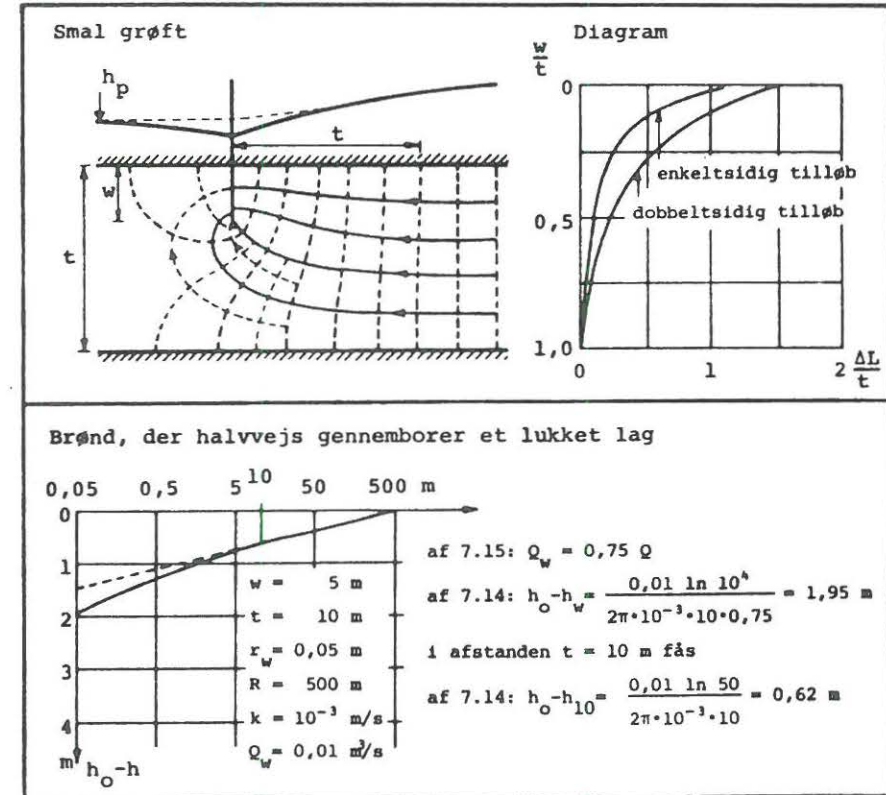 Smal grøft
h_p
t
w
t
Diagram
w/t
0
enkeltsidig tilløb
dobbeltsidig tilløb
0,5
1,0
0 1 2 ΔL/t
Brønd, der halvvejs gennemborer et lukket lag
0,05 0,5 5 10 50 500 m
0
1
2
3
4
m h_o-h
w = 5 m
t = 10 m
r_w = 0,05 m
R = 500 m
k = 10⁻³ m/s
Q_w = 0,01 m³/s
af 7.15: Q_w = 0,75 Q
af 7.14: h_o-h_w = 0,01 ln 10⁴ / 2π·10⁻³·10·0,75 = 1,95 m
i afstanden t = 10 m fås
af 7.14: h_o-h_10 = 0,01 ln 50 / 2π·10⁻³·10 = 0,62 m